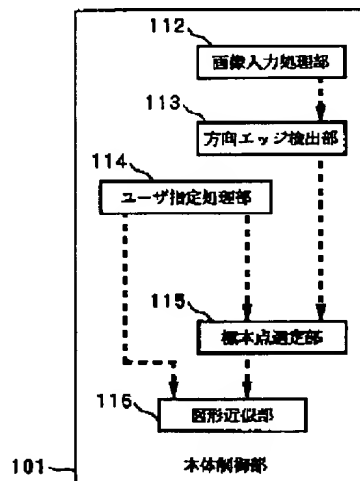 112
画像入力処理部
113
方向エッジ検出部
114
ユーザ指定処理部
115
標本点選定部
116
図形近似部
101
本体制御部